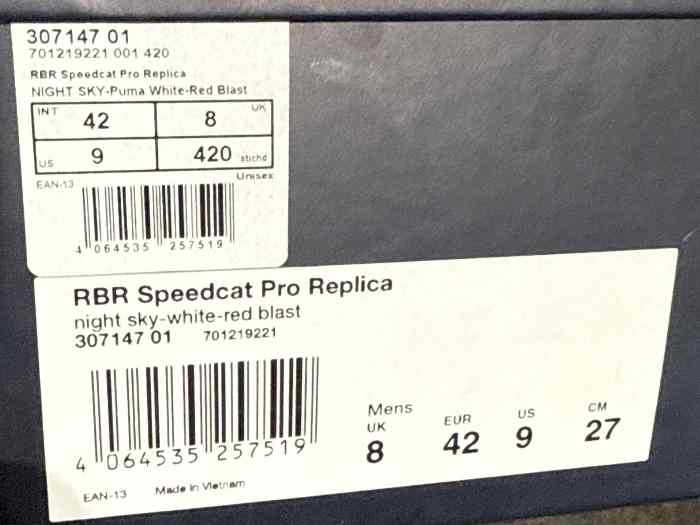 307147 01
701219221 001 420
RBR Speedcat Pro Replica
NIGHT SKY-Puma White-Red Blast
INT 42 8 UK
US 9 420 stichd
EAN-13 Unisex
4 064535 257519
RBR Speedcat Pro Replica
night sky-white-red blast
307147 01 701219221
4 064535 257519
EAN-13 Made in Vietnam
Mens
UK EUR US CM
8 42 9 27